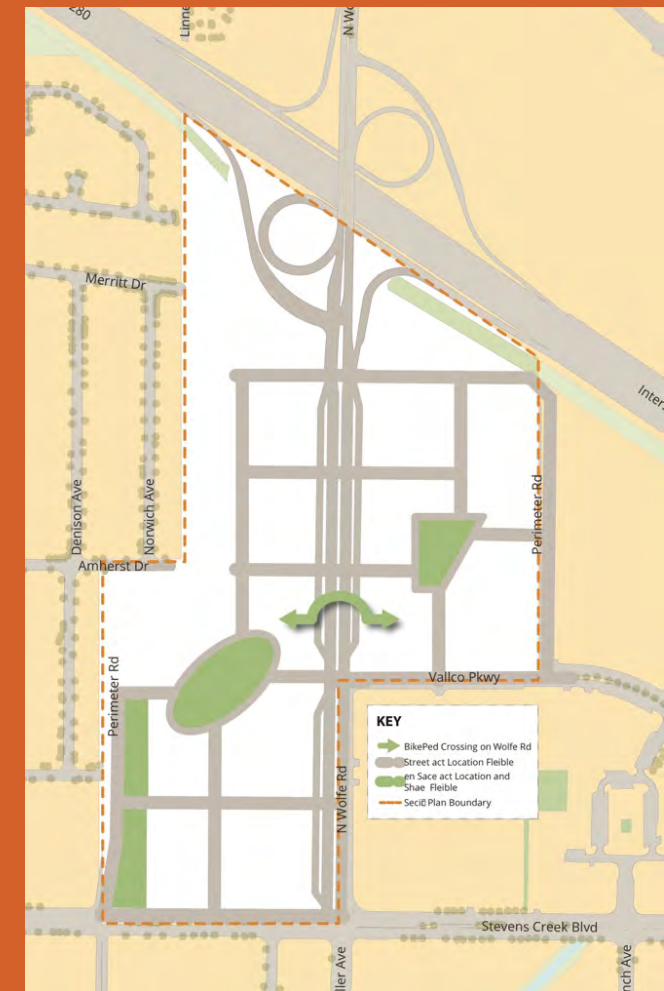 280
Linne
N Wo
Merritt Dr
Inter
Denison Ave
Norwich Ave
Perimeter Rd
Amherst Dr
Perimeter Rd
Vallco Pkwy
N Wolfe Rd
KEY
BikePed Crossing on Wolfe Rd
Street act Location Fleible
en Sace act Location and
Shae Fleible
Plan Boundary
Stevens Creek Blvd
ller Ave
nch Ave